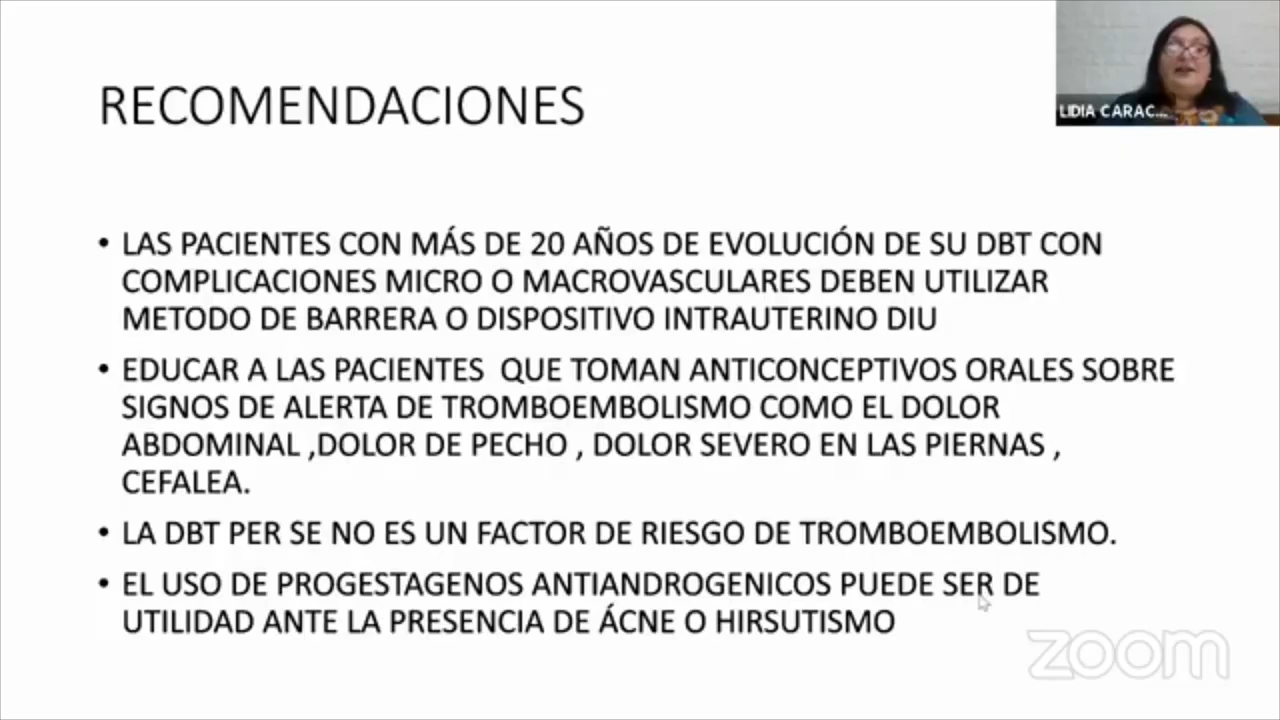 RECOMENDACIONES
LIDIA CARAC...
• LAS PACIENTES CON MÁS DE 20 AÑOS DE EVOLUCIÓN DE SU DBT CON
COMPLICACIONES MICRO O MACROVASCULARES DEBEN UTILIZAR
METODO DE BARRERA O DISPOSITIVO INTRAUTERINO DIU
• EDUCAR A LAS PACIENTES QUE TOMAN ANTICONCEPTIVOS ORALES SOBRE
SIGNOS DE ALERTA DE TROMBOEMBOLISMO COMO EL DOLOR
ABDOMINAL ,DOLOR DE PECHO , DOLOR SEVERO EN LAS PIERNAS ,
CEFALEA.
• LA DBT PER SE NO ES UN FACTOR DE RIESGO DE TROMBOEMBOLISMO.
• EL USO DE PROGESTAGENOS ANTIANDROGENICOS PUEDE SER DE
UTILIDAD ANTE LA PRESENCIA DE ÁCNE O HIRSUTISMO
zoom